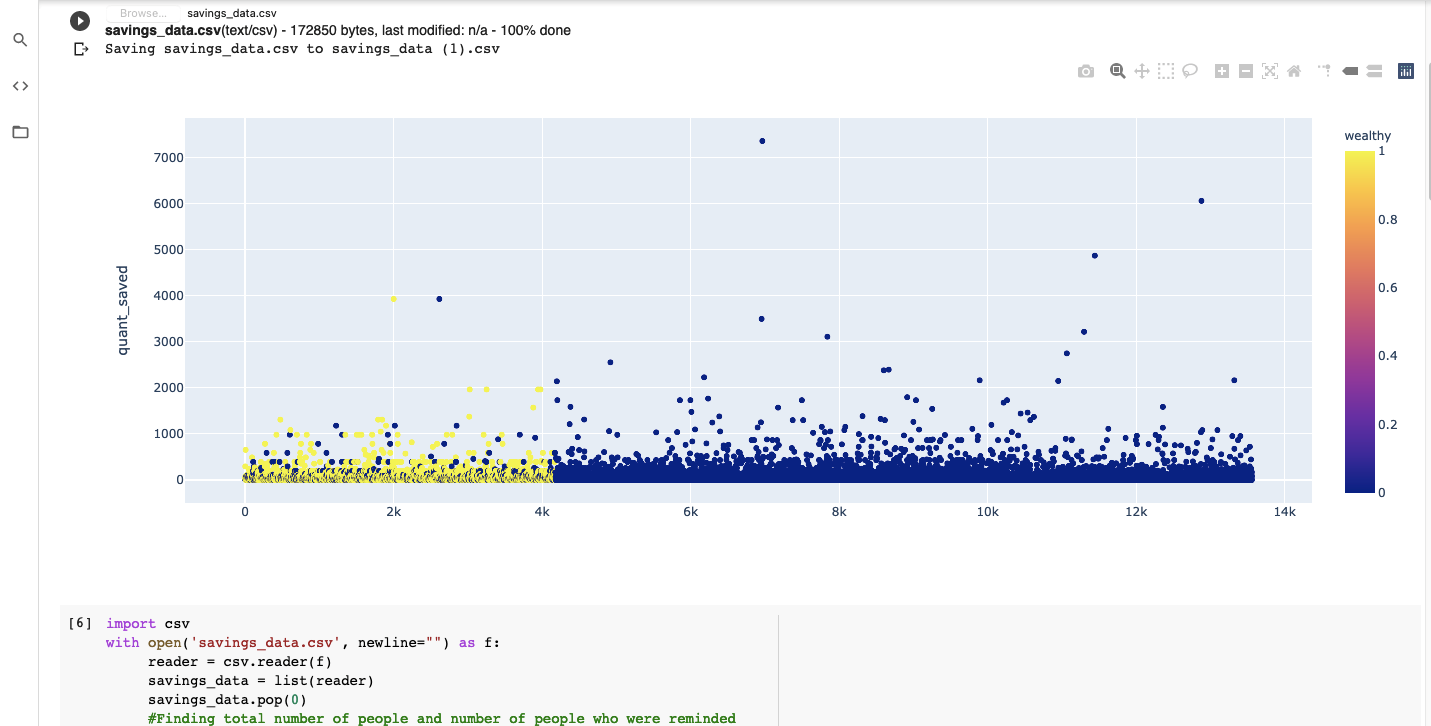 Browse... savings_data.csv
savings_data.csv(text/csv) - 172850 bytes, last modified: n/a - 100% done
Saving savings_data.csv to savings_data (1).csv
wealthy
1
0.8
0.6
0.4
0.2
0
quant_saved
7000
6000
5000
4000
3000
2000
1000
0
0 2k 4k 6k 8k 10k 12k 14k
[6] import csv
with open('savings_data.csv', newline="") as f:
reader = csv.reader(f)
savings_data = list(reader)
savings_data.pop(0)
#Finding total number of people and number of people who were reminded